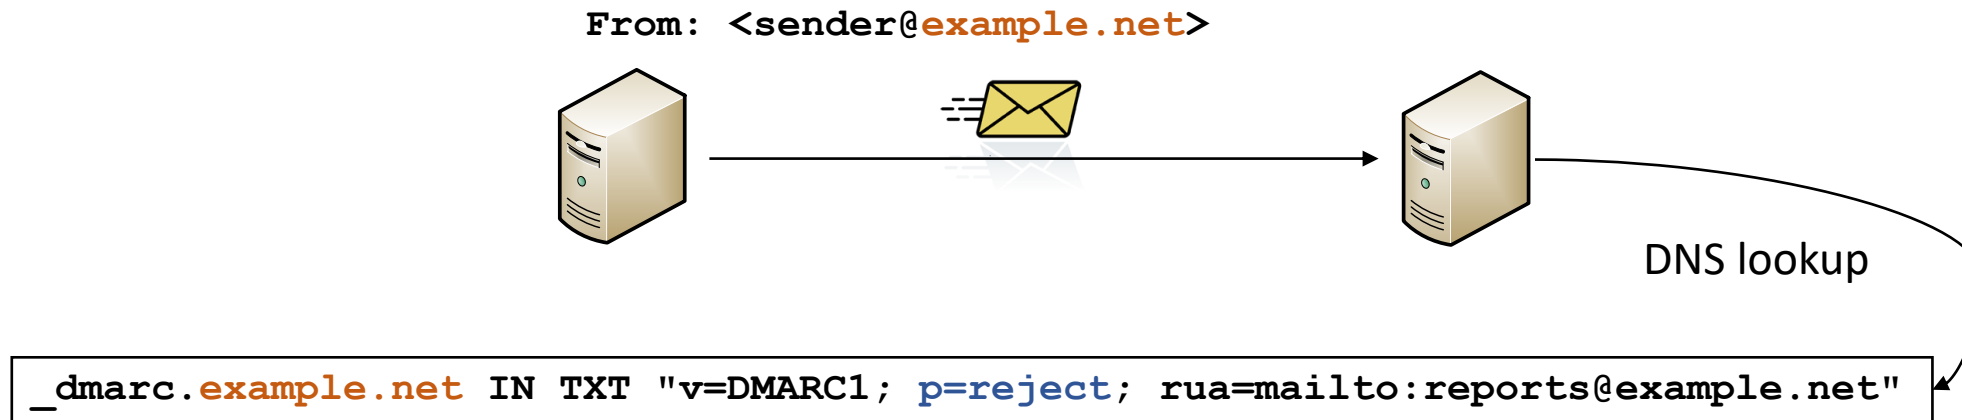 From: <sender@example.net>
DNS lookup
_dmarc.example.net IN TXT "v=DMARC1; p=reject; rua=mailto:reports@example.net"